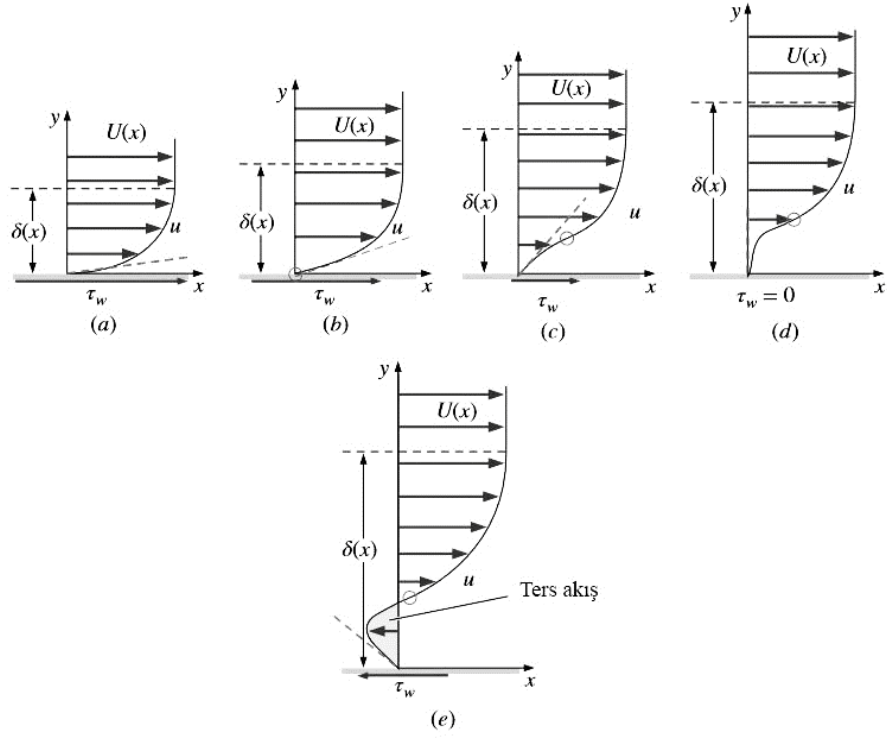 y
U(x)
δ(x)
u
x
τw
(a)
y
U(x)
δ(x)
u
x
τw
(b)
y
U(x)
δ(x)
u
x
τw
(c)
U(x)
y
δ(x)
u
x
τw = 0
(d)
y
U(x)
δ(x)
u
Ters akış
x
τw
(e)